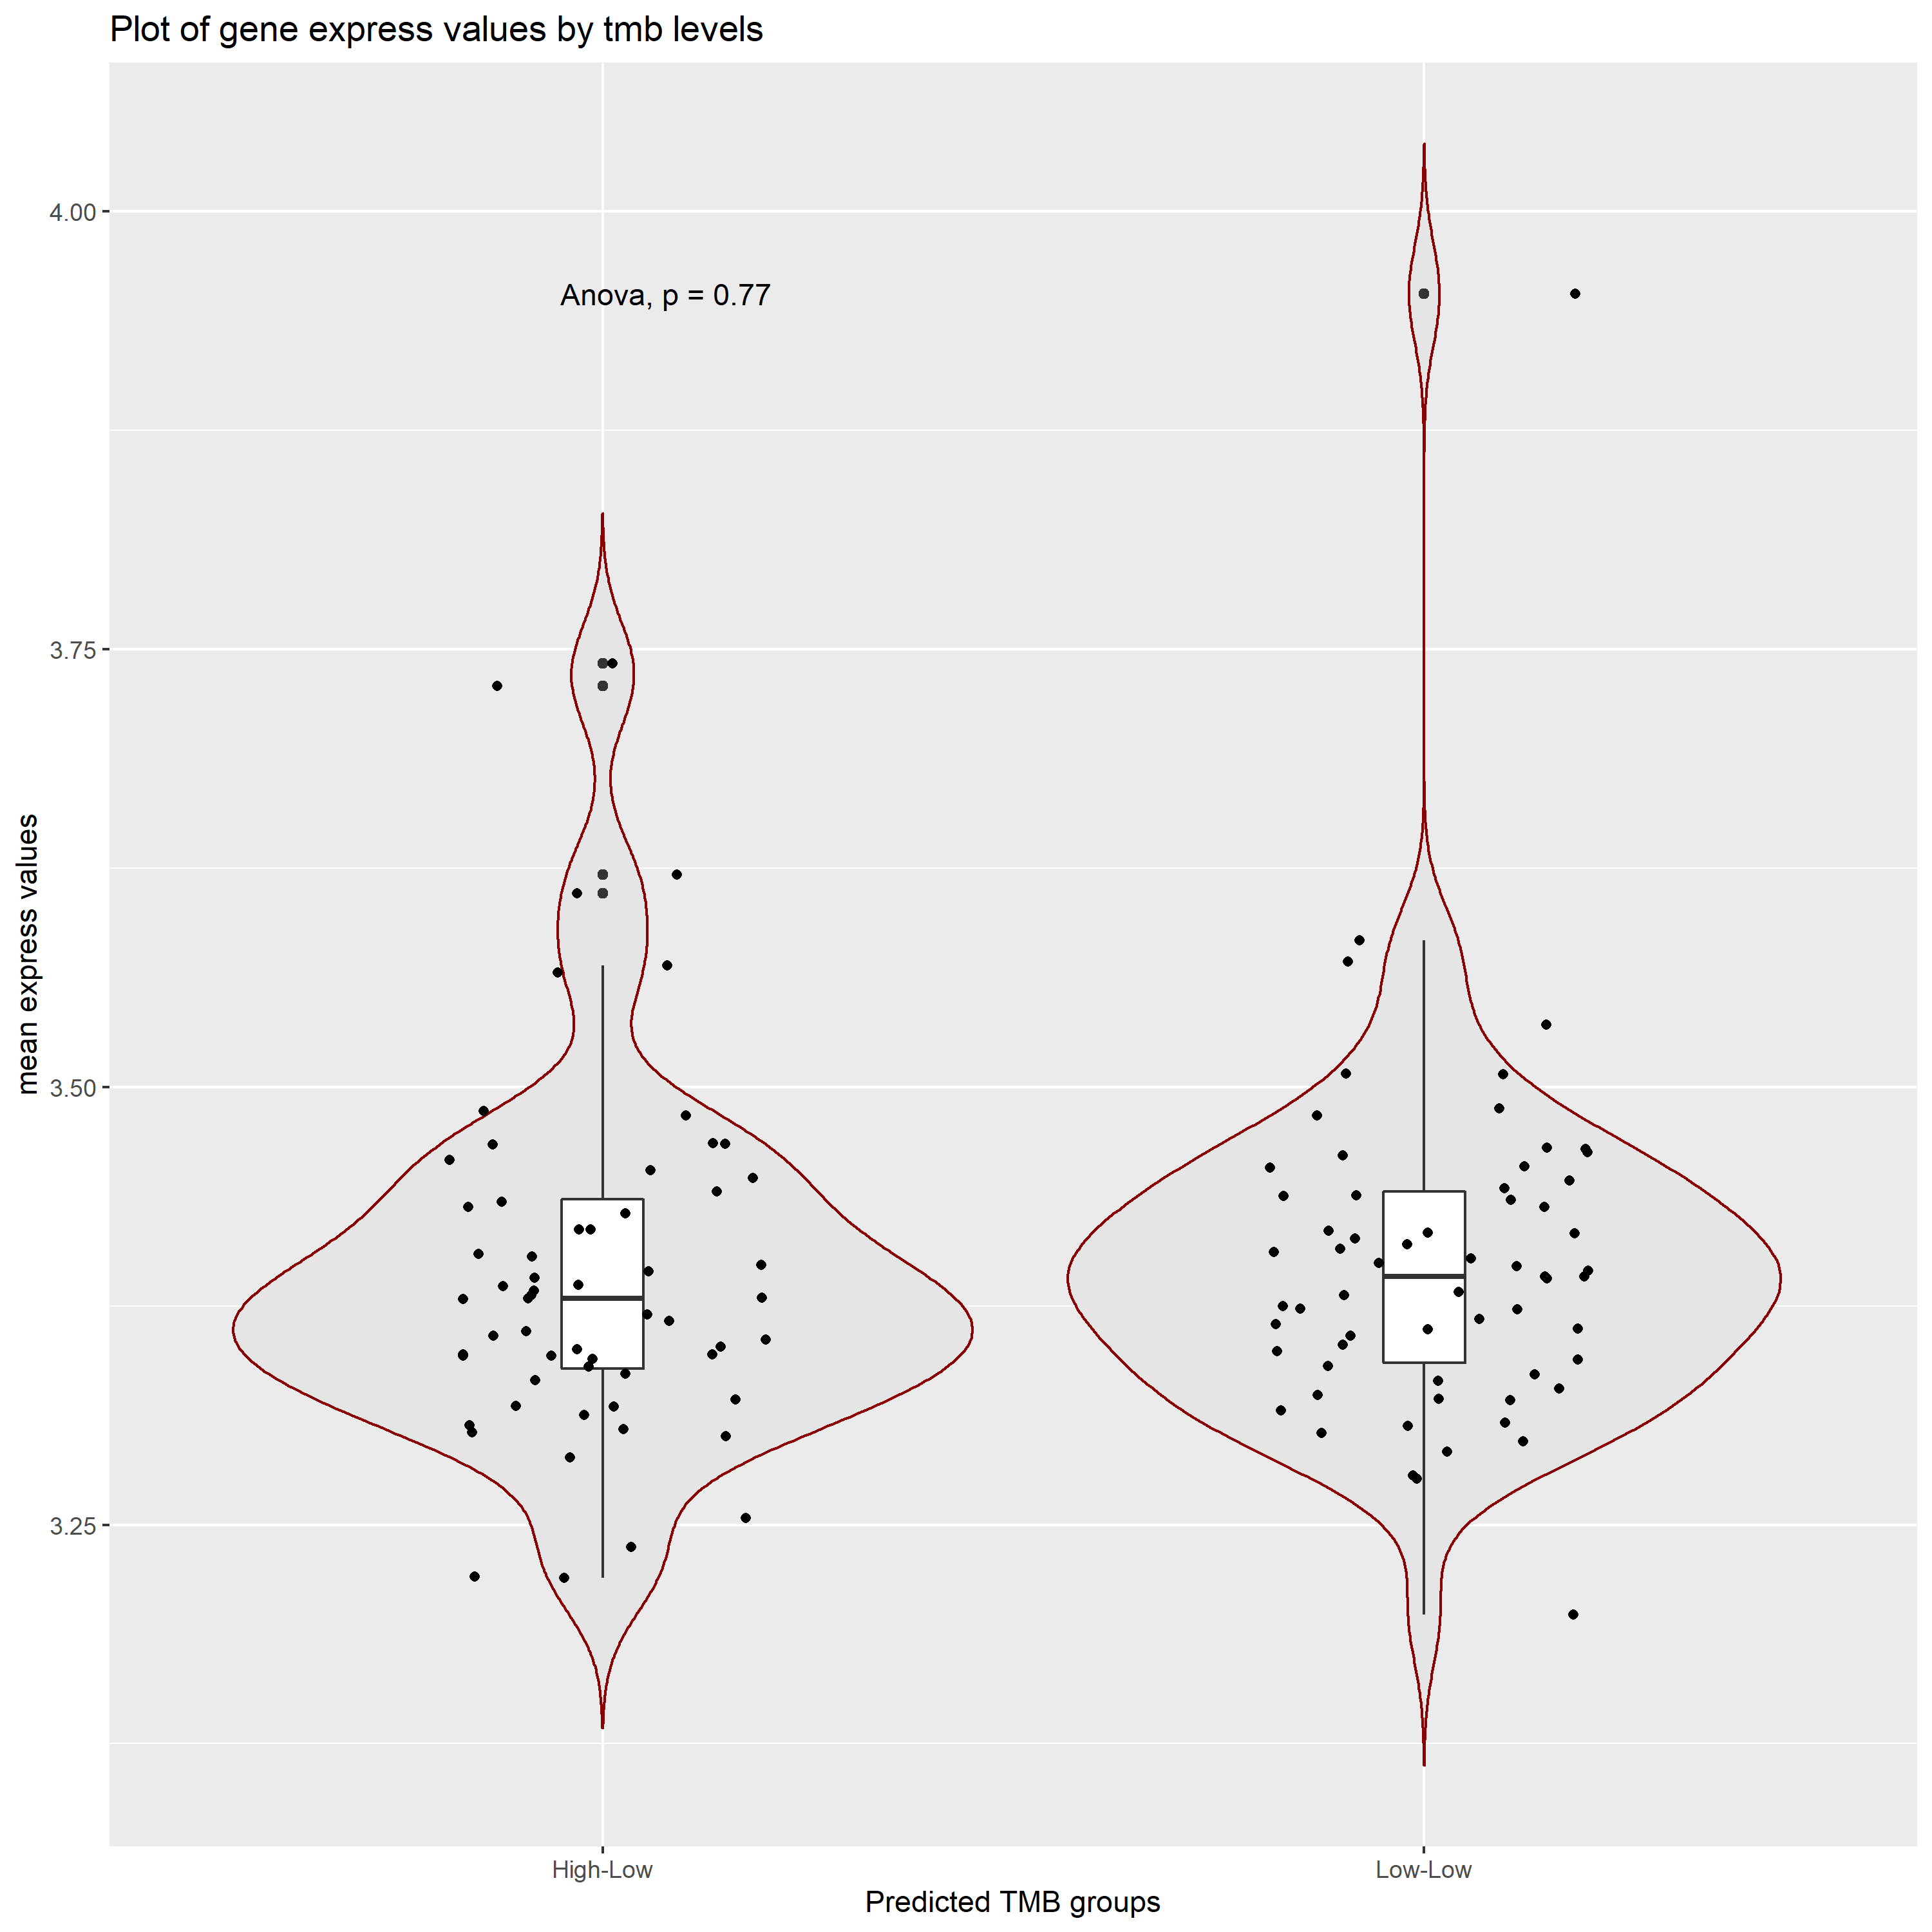 Plot of gene express values by tmb levels
4.00
Anova, p = 0.77
3.75
mean express values
3.50
3.25
High-Low
Low-Low
Predicted TMB groups